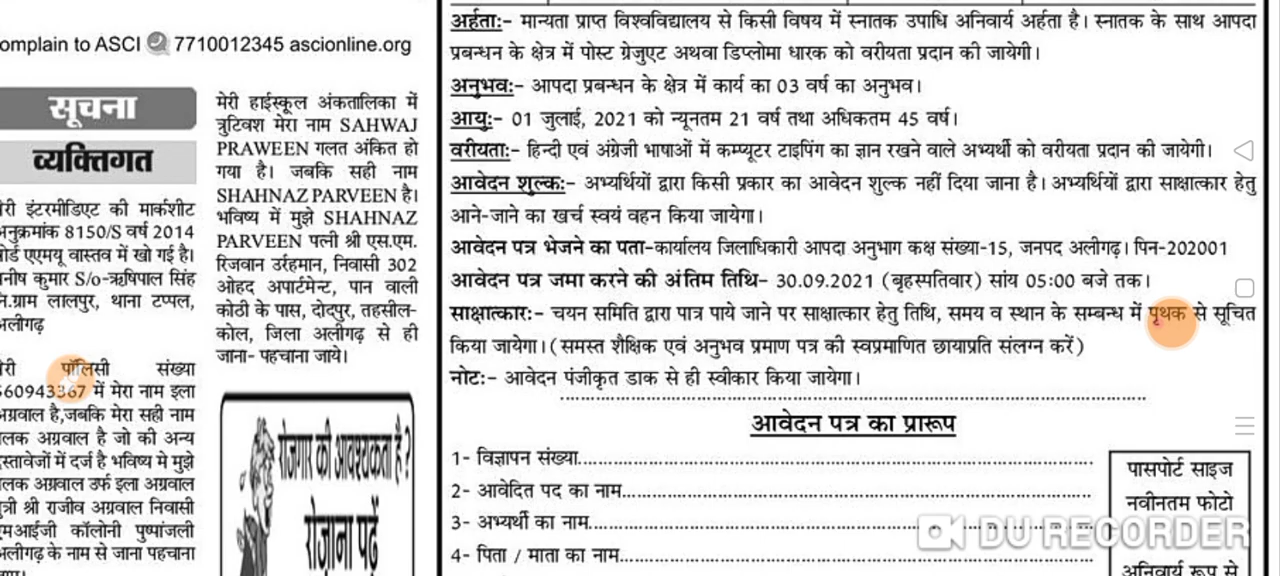 omplain to ASCI 7710012345 ascionline.org
सूचना
व्यक्तिगत
मेरी इंटरमीडिएट की मार्कशीट
अनुक्रमांक 8150/S वर्ष 2014
बोर्ड एएमयू वास्तव में खो गई है।
मनीष कुमार S/o-ऋषिपाल सिंह
नि.ग्राम लालपुर, थाना टप्पल,
अलीगढ़
मेरी पॉलिसी संख्या
560943367 में मेरा नाम इला
अग्रवाल है,जबकि मेरा सही नाम
पलक अग्रवाल है जो की अन्य
दस्तावेजों में दर्ज है भविष्य मे मुझे
पलक अग्रवाल उर्फ इला अग्रवाल
पुत्री श्री राजीव अग्रवाल निवासी
एमआईजी कॉलोनी पुष्पांजली
अलीगढ़ के नाम से जाना पहचाना
मेरी हाईस्कूल अंकतालिका में
त्रुटिवश मेरा नाम SAHWAJ
PRAWEEN गलत अंकित हो
गया है। जबकि सही नाम
SHAHNAZ PARVEEN है।
भविष्य में मुझे SHAHNAZ
PARVEEN पत्नी श्री एस.एम.
रिजवान उर्रहमान, निवासी 302
ओहद अपार्टमेन्ट, पान वाली
कोठी के पास, दोदपुर, तहसील-
कोल, जिला अलीगढ़ से ही
जाना- पहचाना जाये।
रोजगार की आवश्यकता है?
रोज़ाना पढ़ें
अर्हताः- मान्यता प्राप्त विश्वविद्यालय से किसी विषय में स्नातक उपाधि अनिवार्य अर्हता है। स्नातक के साथ आपदा
प्रबन्धन के क्षेत्र में पोस्ट ग्रेजुएट अथवा डिप्लोमा धारक को वरीयता प्रदान की जायेगी।
अनुभवः- आपदा प्रबन्धन के क्षेत्र में कार्य का 03 वर्ष का अनुभव।
आयुः- 01 जुलाई, 2021 को न्यूनतम 21 वर्ष तथा अधिकतम 45 वर्ष।
वरीयताः- हिन्दी एवं अंग्रेजी भाषाओं में कम्प्यूटर टाइपिंग का ज्ञान रखने वाले अभ्यर्थी को वरीयता प्रदान की जायेगी।
आवेदन शुल्कः- अभ्यर्थियों द्वारा किसी प्रकार का आवेदन शुल्क नहीं दिया जाना है। अभ्यर्थियों द्वारा साक्षात्कार हेतु
आने-जाने का खर्च स्वयं वहन किया जायेगा।
आवेदन पत्र भेजने का पता-कार्यालय जिलाधिकारी आपदा अनुभाग कक्ष संख्या-15, जनपद अलीगढ़। पिन-202001
आवेदन पत्र जमा करने की अंतिम तिथि- 30.09.2021 (बृहस्पतिवार) सांय 05:00 बजे तक।
साक्षात्कारः- चयन समिति द्वारा पात्र पाये जाने पर साक्षात्कार हेतु तिथि, समय व स्थान के सम्बन्ध में पृथक से सूचित
किया जायेगा। (समस्त शैक्षिक एवं अनुभव प्रमाण पत्र की स्वप्रमाणित छायाप्रति संलग्न करें)
नोटः- आवेदन पंजीकृत डाक से ही स्वीकार किया जायेगा।
आवेदन पत्र का प्रारूप
1- विज्ञापन संख्या
2- आवेदित पद का नाम
3- अभ्यर्थी का नाम
4- पिता / माता का नाम
पासपोर्ट साइज
नवीनतम फोटो
अनिवार्य रूप से
DU RECORDER